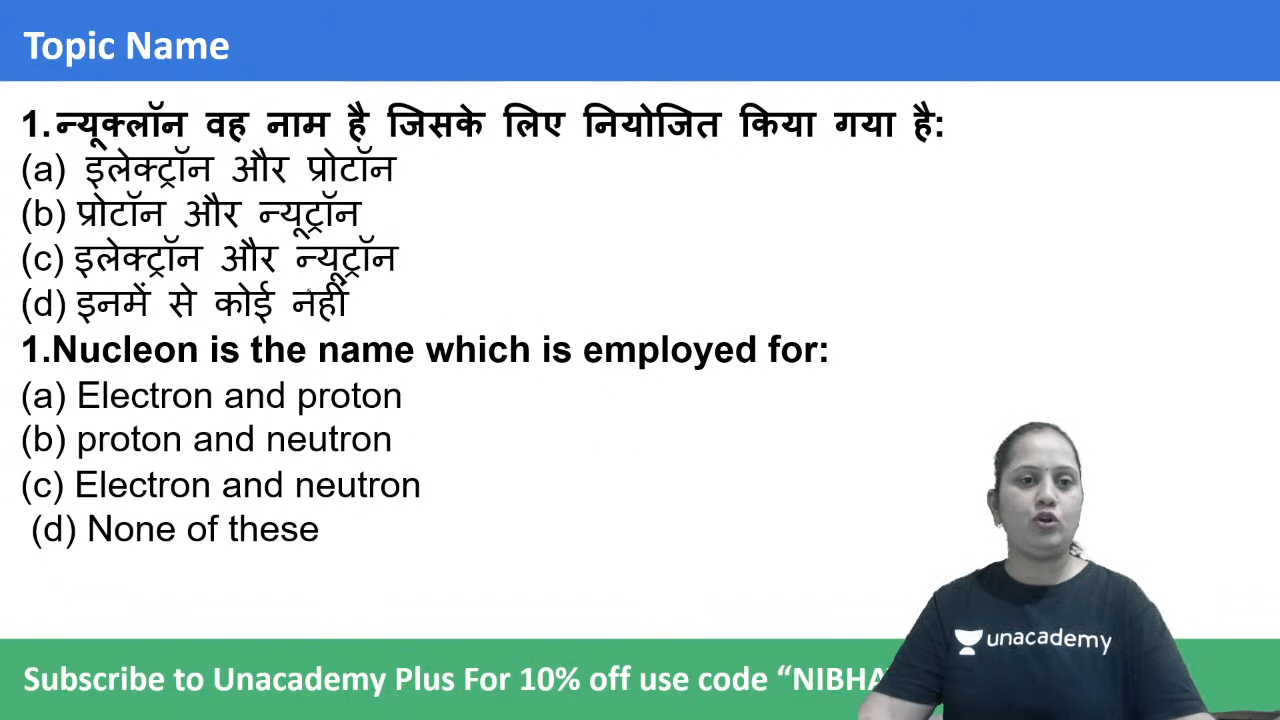 Topic Name
1.न्यूक्लॉन वह नाम है जिसके लिए नियोजित किया गया है:
(a) इलेक्ट्रॉन और प्रोटॉन
(b) प्रोटॉन और न्यूट्रॉन
(c) इलेक्ट्रॉन और न्यूट्रॉन
(d) इनमें से कोई नहीं
1.Nucleon is the name which is employed for:
(a) Electron and proton
(b) proton and neutron
(c) Electron and neutron
(d) None of these
unacademy
Subscribe to Unacademy Plus For 10% off use code “NIBHA